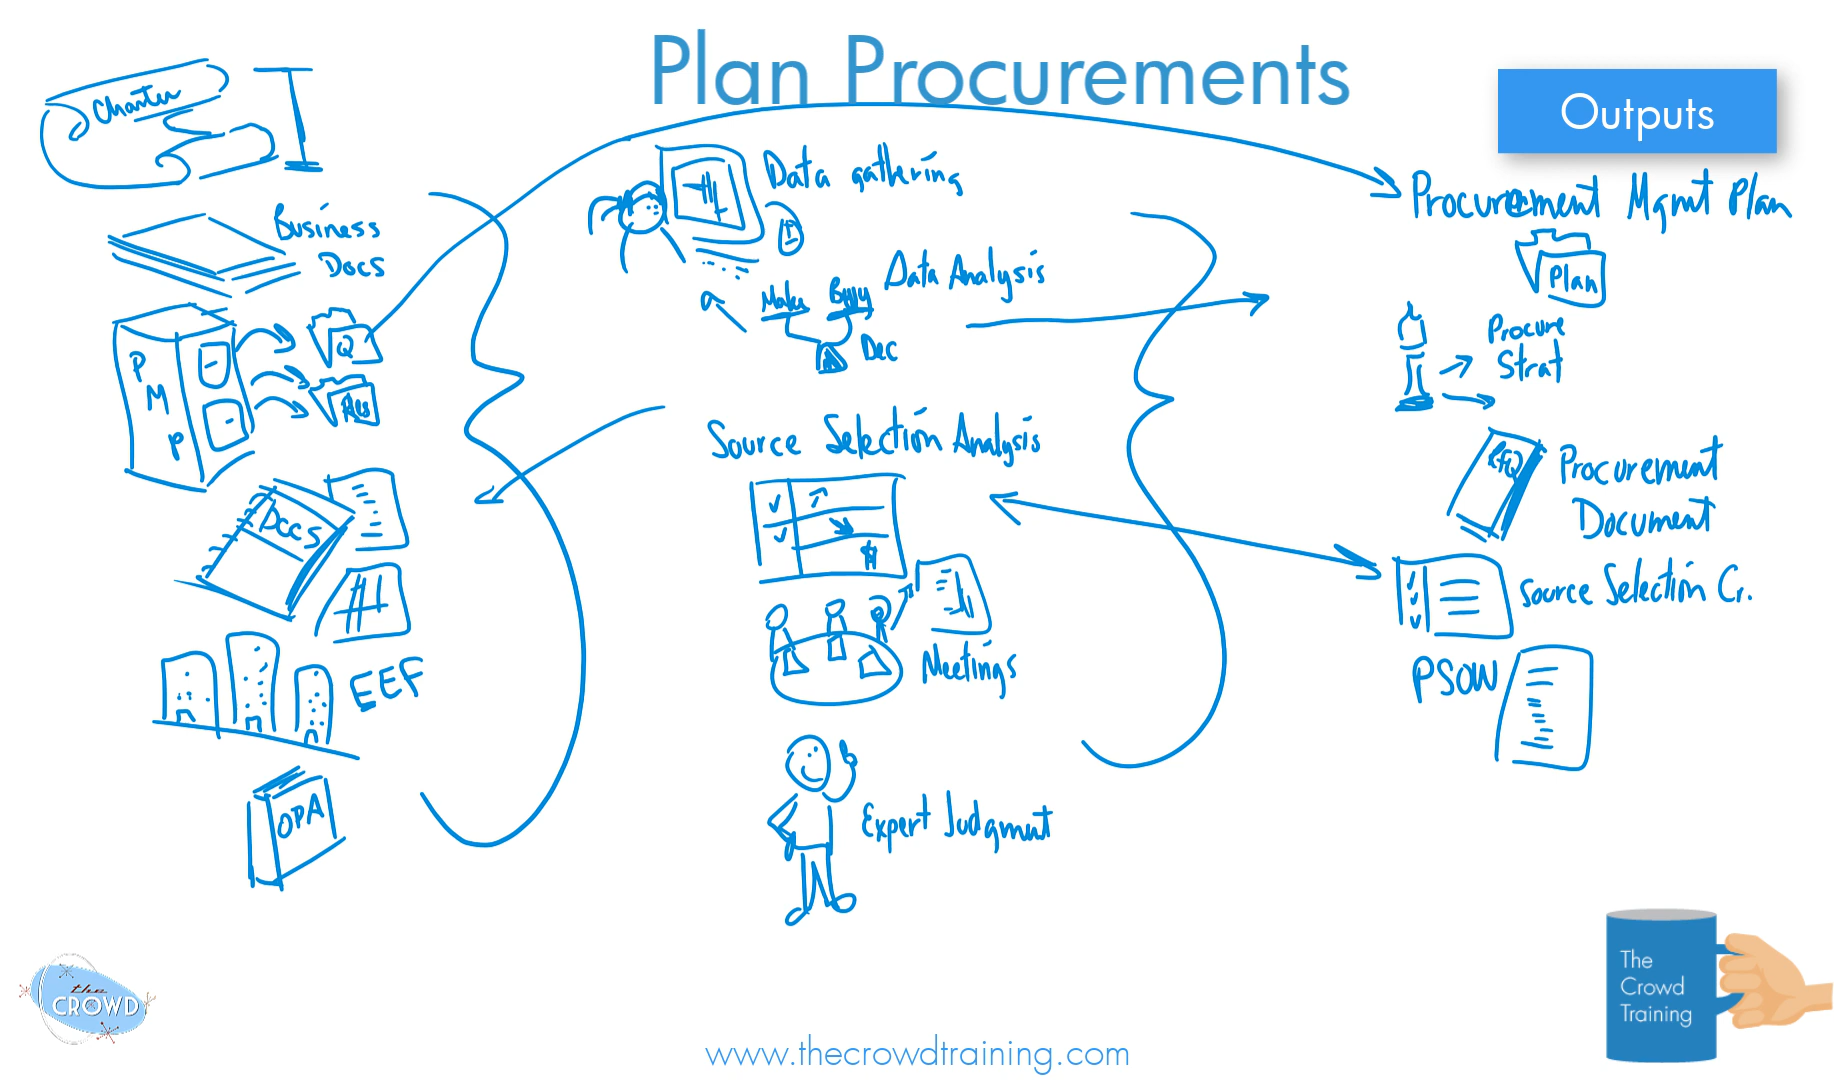 Plan Procurements
Outputs
Charter
Business
Docs
P
M
P
Q
Docs
EEF
OPA
Data gathering
Data Analysis
Make
Buy
Dec
Source Selection Analysis
Meetings
Expert Judgment
Procurement Mgmt Plan
Plan
Procure
Strat
RFQ
Procurement
Document
Source Selection Cr.
PSOW
the
CROWD
www.thecrowdtraining.com
The
Crowd
Training